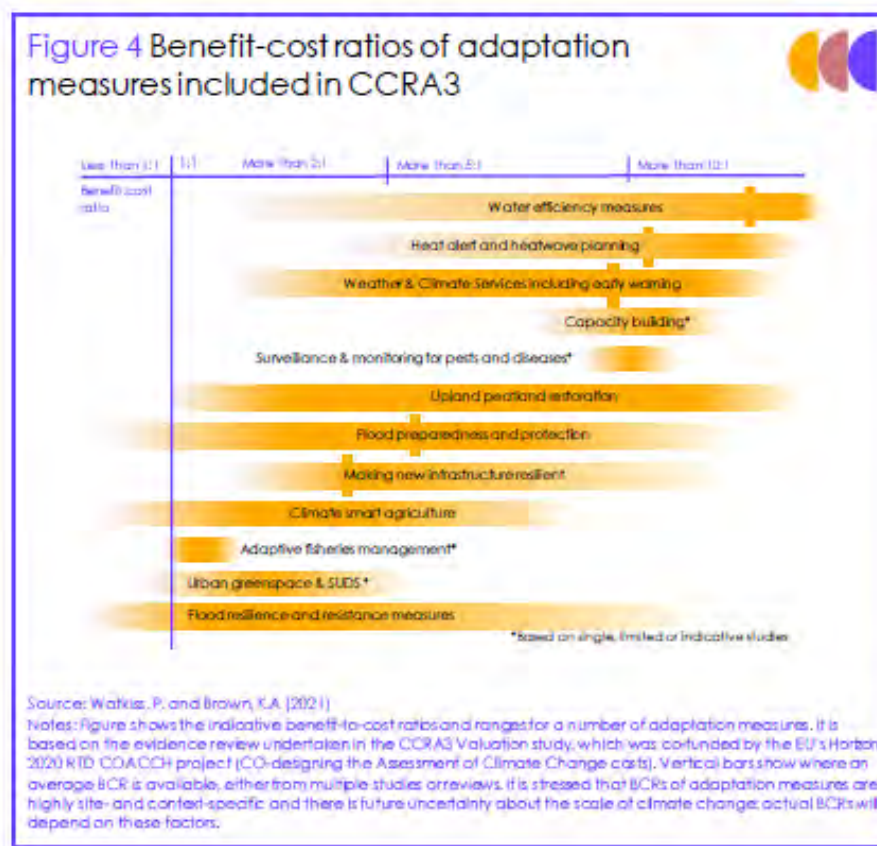 Figure 4 Benefit-cost ratios of adaptation
measures included in CCRA3
Less than 1:1 1:1 More than 2:1 More than 5:1 More than 10:1
Benefit cost
ratio
Water efficiency measures
Heat alert and heatwave planning
Weather & Climate Services including early warning
Capacity building*
Surveillance & monitoring for pests and diseases*
Upland peatland restoration
Flood preparedness and protection
Making new infrastructure resilient
Climate smart agriculture
Adaptive fisheries management*
Urban greenspace & SUDS *
Flood resilience and resistance measures
*Based on single, limited or indicative studies
Source: Watkiss, P. and Brown, K.A (2021)
Notes: Figure shows the indicative benefit-to-cost ratios and ranges for a number of adaptation measures. It is
based on the evidence review undertaken in the CCRA3 Valuation study, which was co-funded by the EU's Horizon
2020 RTD COACCH project (CO-designing the Assessment of Climate Change costs). Vertical bars show where an
average BCR is available, either from multiple studies or reviews. It is stressed that BCRs of adaptation measures are
highly site- and context-specific and there is future uncertainty about the scale of climate change: actual BCRs will
depend on these factors.